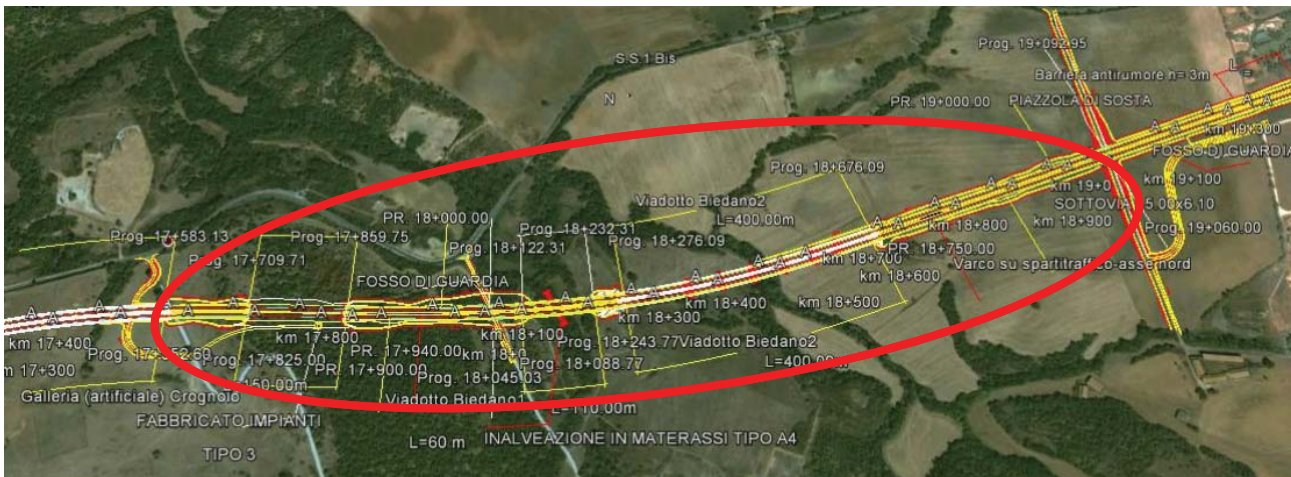 S.S.1 Bis
N
Prog. 19+092.95
L =
Barriera antirumore h= 3m
PR. 19+000.00
PIAZZOLA DI SOSTA
km 19+300
FOSSO DI GUARDIA
Prog. 18+676.09
km 19+100
km 19+0
Viadotto Biedano2
SOTTOVIA 5.00x6.10
L=400.00m
km 18+800
km 18+900
Prog. 19+060.00
PR. 18+000.00
Prog. 18+232.31
Prog. 17+583.13
Prog. 17+859.75
Prog. 18+122.31
Prog. 18+276.09
PR. 18+750.00
km 18+700
Varco su spartitraffico-asse nord
Prog. 17+709.71
km 18+600
FOSSO DI GUARDIA
km 18+500
km 18+400
km 18+300
km 17+400
km 17+800
km 18+100
Prog. 18+243.77
Viadotto Biedano2
PR. 17+940.00
km 18+0
Prog. 17+825.00
Prog. 18+088.77
L=400.00m
m 17+300
PR. 17+900.00
Prog. 18+045.03
150.00m
Galleria (artificiale) Crognolo
Viadotto Biedano1
L=110.00m
FABBRICATO IMPIANTI
L=60 m
INALVEAZIONE IN MATERASSI TIPO A4
TIPO 3